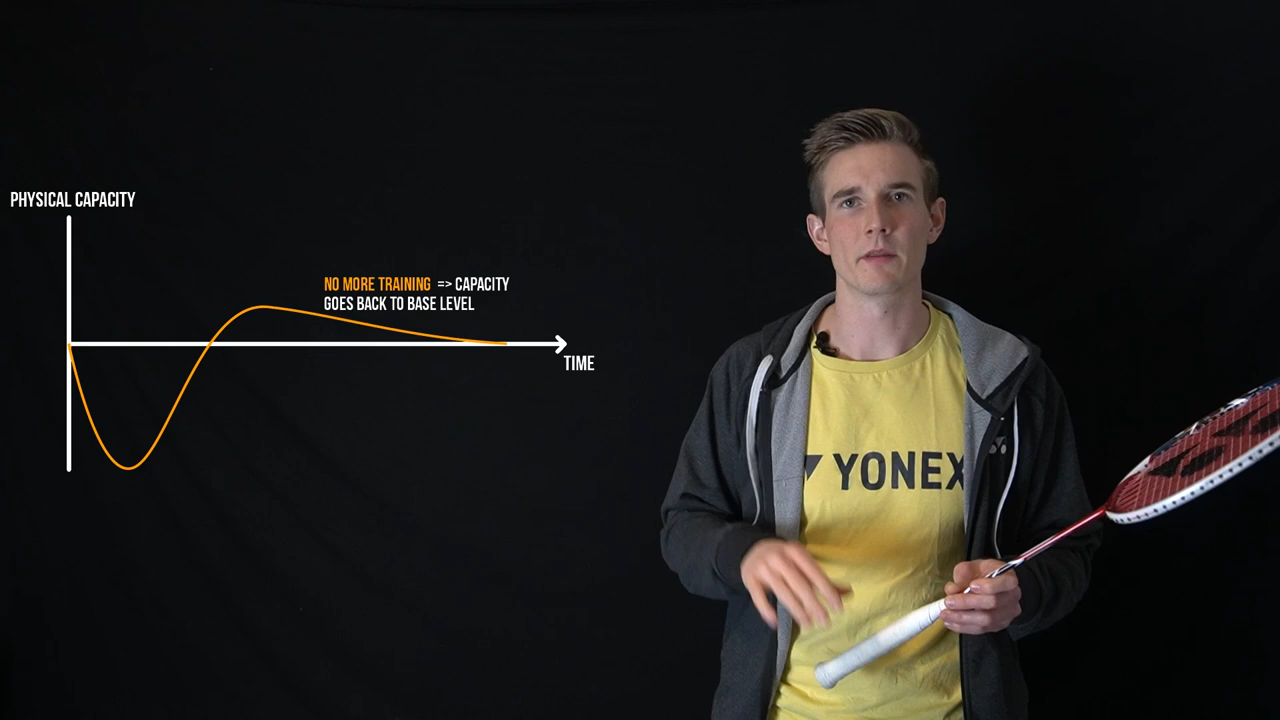 PHYSICAL CAPACITY
NO MORE TRAINING => CAPACITY
GOES BACK TO BASE LEVEL
TIME
YONEX